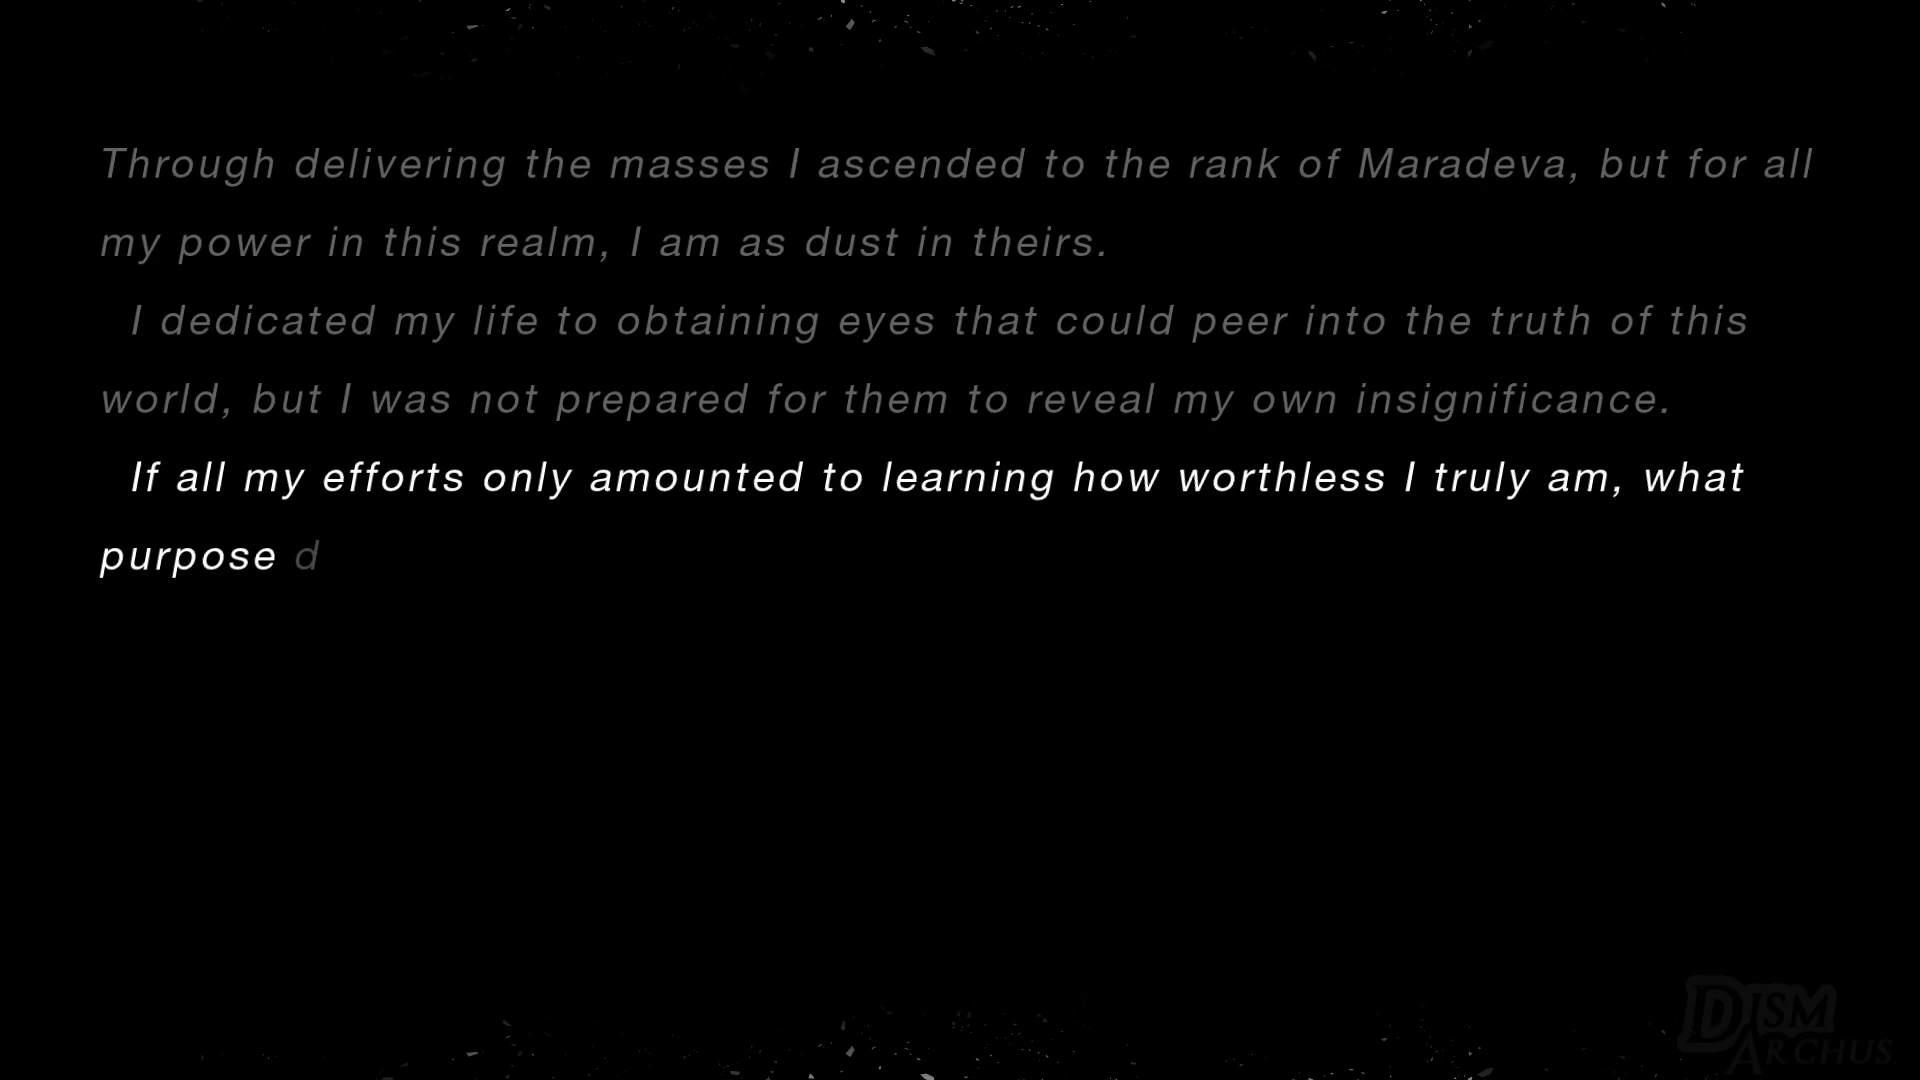 Through delivering the masses I ascended to the rank of Maradeva, but for all
my power in this realm, I am as dust in theirs.
I dedicated my life to obtaining eyes that could peer into the truth of this
world, but I was not prepared for them to reveal my own insignificance.
If all my efforts only amounted to learning how worthless I truly am, what
purpose d
DISM
ARCHUS